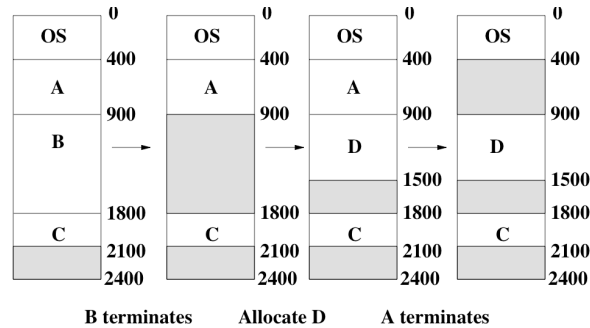 0 0 0 0
OS OS OS OS
400 400 400 400
A A A
900 900 900 900
B D D
1500 1500
1800 1800 1800 1800
C C C C
2100 2100 2100 2100
2400 2400 2400 2400
B terminates Allocate D A terminates